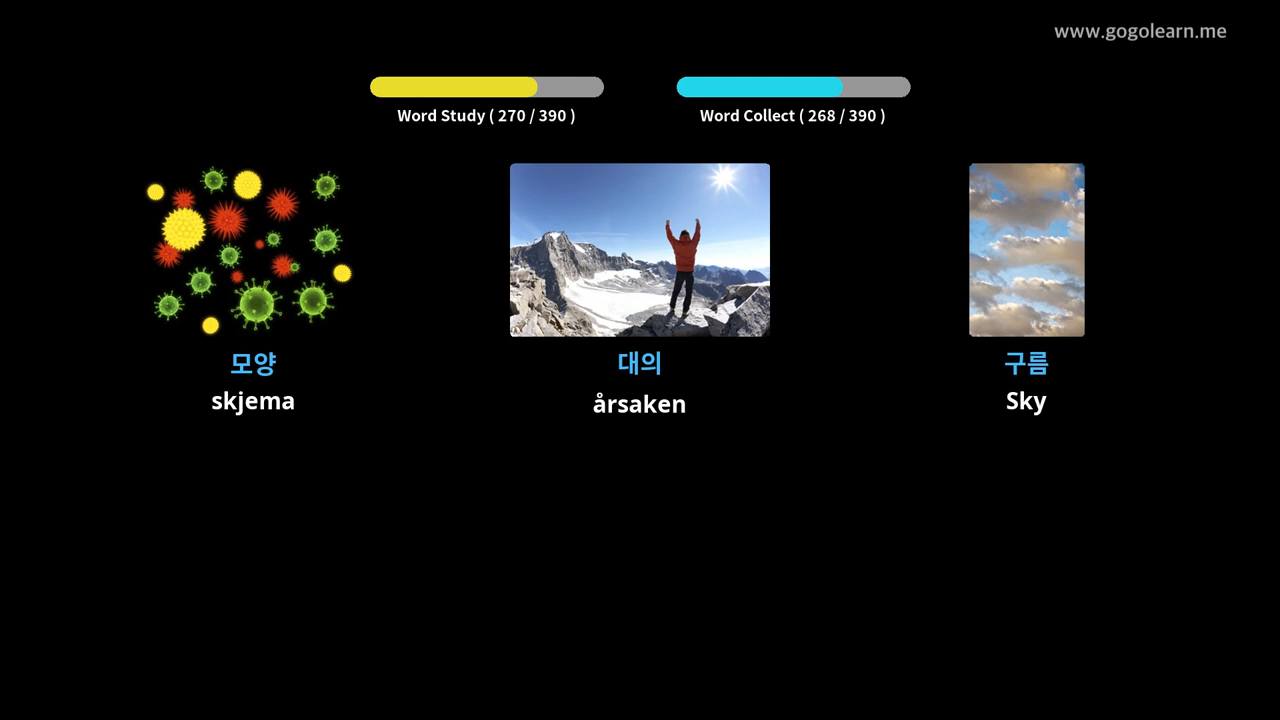 www.gogolearn.me
Word Study ( 270 / 390 )
Word Collect ( 268 / 390 )
모양
skjema
대의
årsaken
구름
Sky